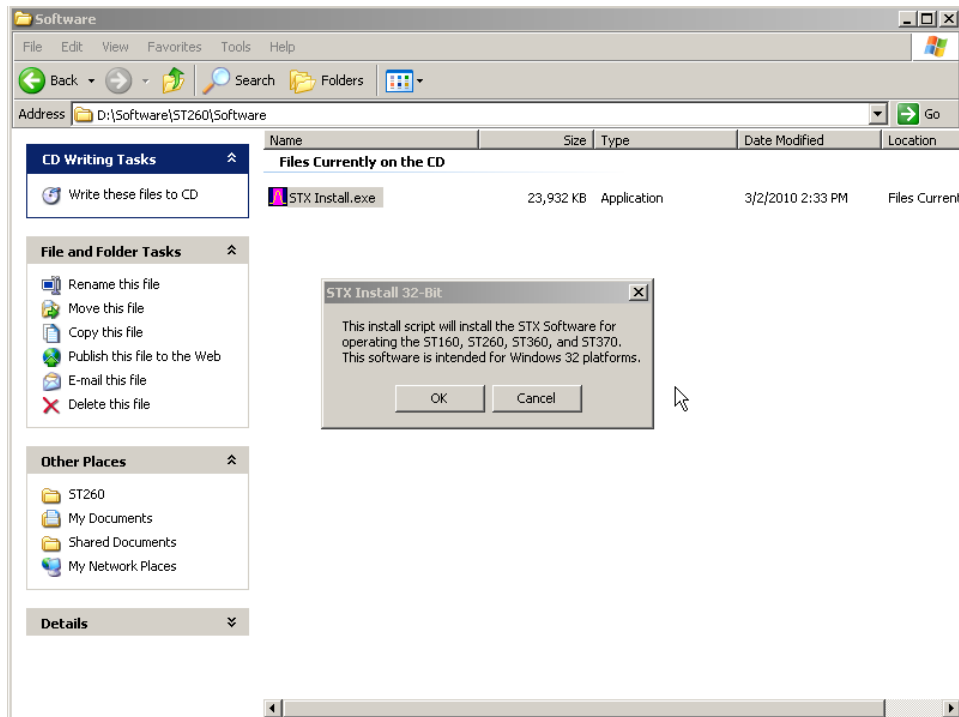 Software
File Edit View Favorites Tools Help
Back Search Folders
Address D:\Software\ST260\Software Go
Name Size Type Date Modified Location
CD Writing Tasks
Write these files to CD
File and Folder Tasks
Rename this file
Move this file
Copy this file
Publish this file to the Web
E-mail this file
Delete this file
Other Places
ST260
My Documents
Shared Documents
My Network Places
Details
Files Currently on the CD
STX Install.exe 23,932 KB Application 3/2/2010 2:33 PM Files Current
STX Install 32-Bit
This install script will install the STX Software for
operating the ST160, ST260, ST360, and ST370.
This software is intended for Windows 32 platforms.
OK Cancel